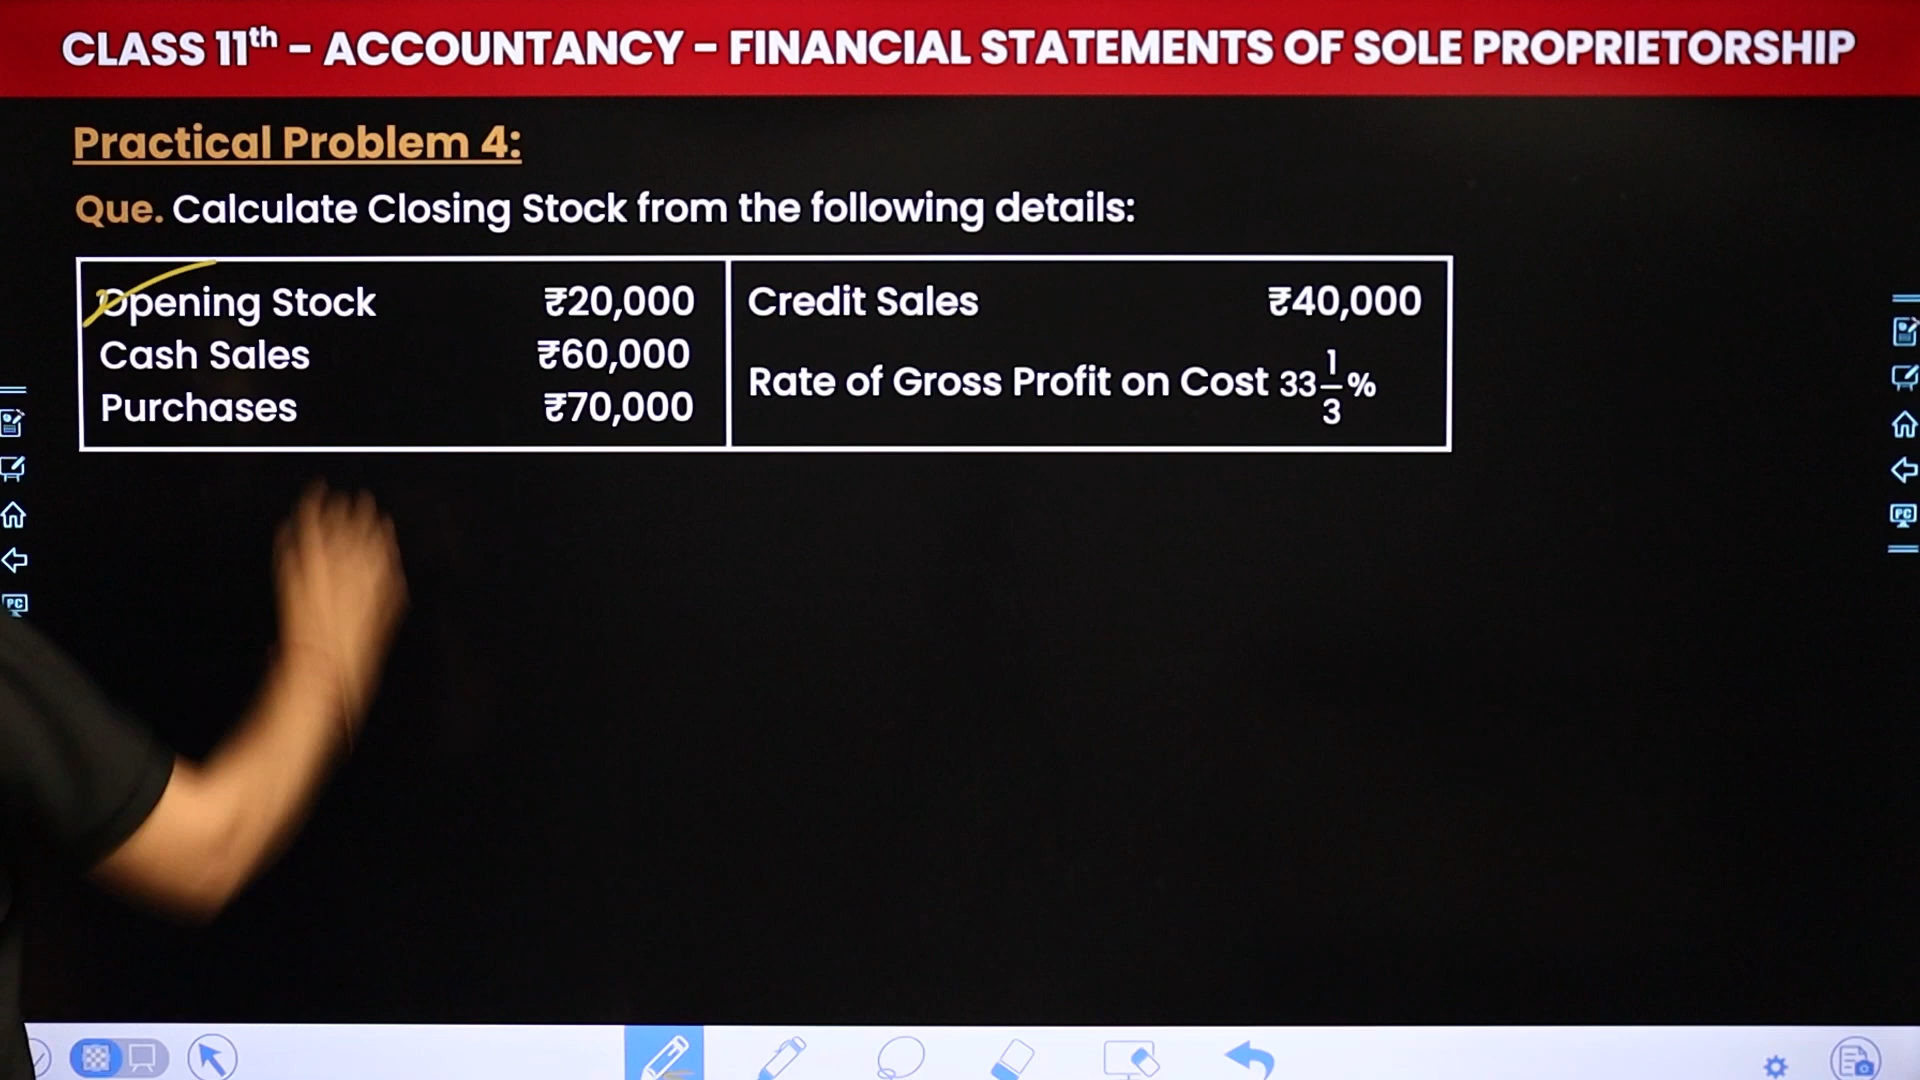 CLASS 11th - ACCOUNTANCY - FINANCIAL STATEMENTS OF SOLE PROPRIETORSHIP
Practical Problem 4:
Que. Calculate Closing Stock from the following details:
Opening Stock ₹20,000
Cash Sales ₹60,000
Purchases ₹70,000
Credit Sales ₹40,000
Rate of Gross Profit on Cost 33 1/3 %
PC
PC